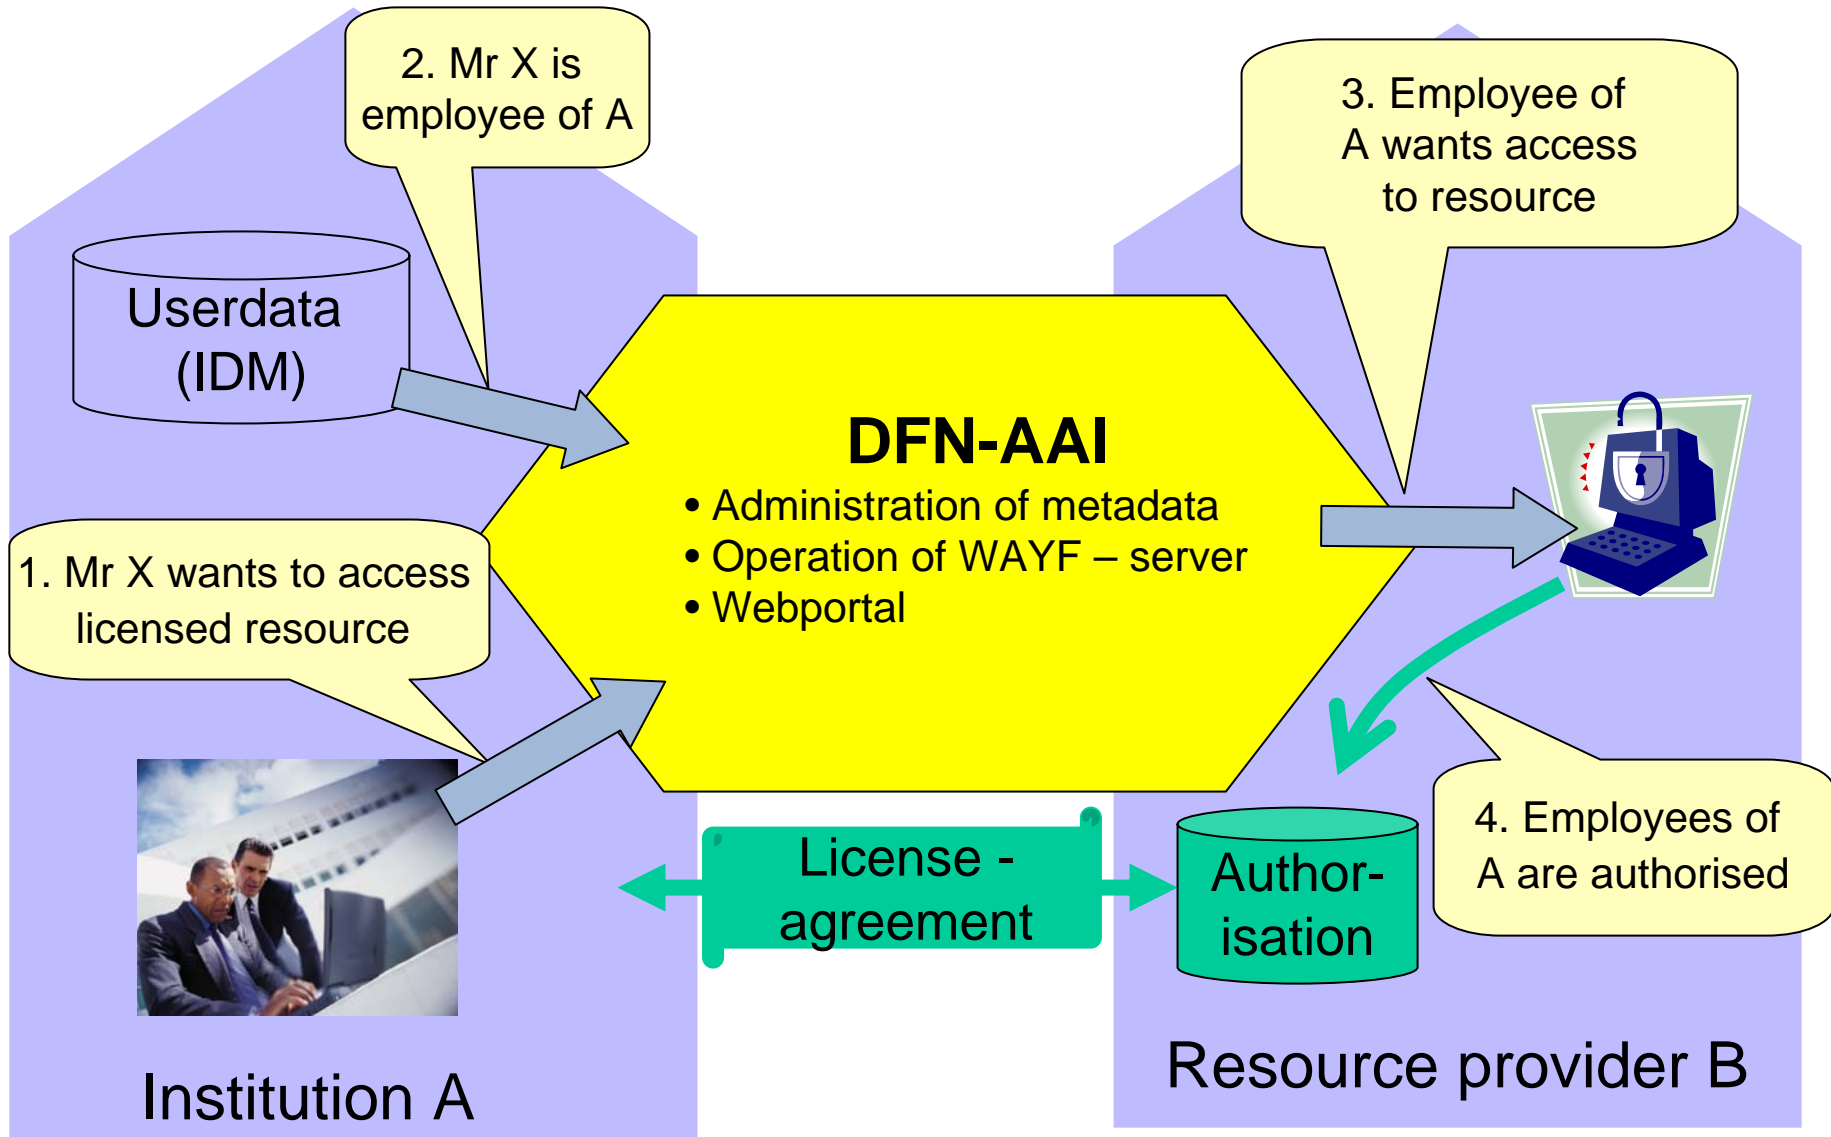 2. Mr X is
employee of A
3. Employee of
A wants access
to resource
Userdata
(IDM)
DFN-AAI
• Administration of metadata
• Operation of WAYF – server
• Webportal
1. Mr X wants to access
licensed resource
License -
agreement
Author-
isation
4. Employees of
A are authorised
Institution A
Resource provider B